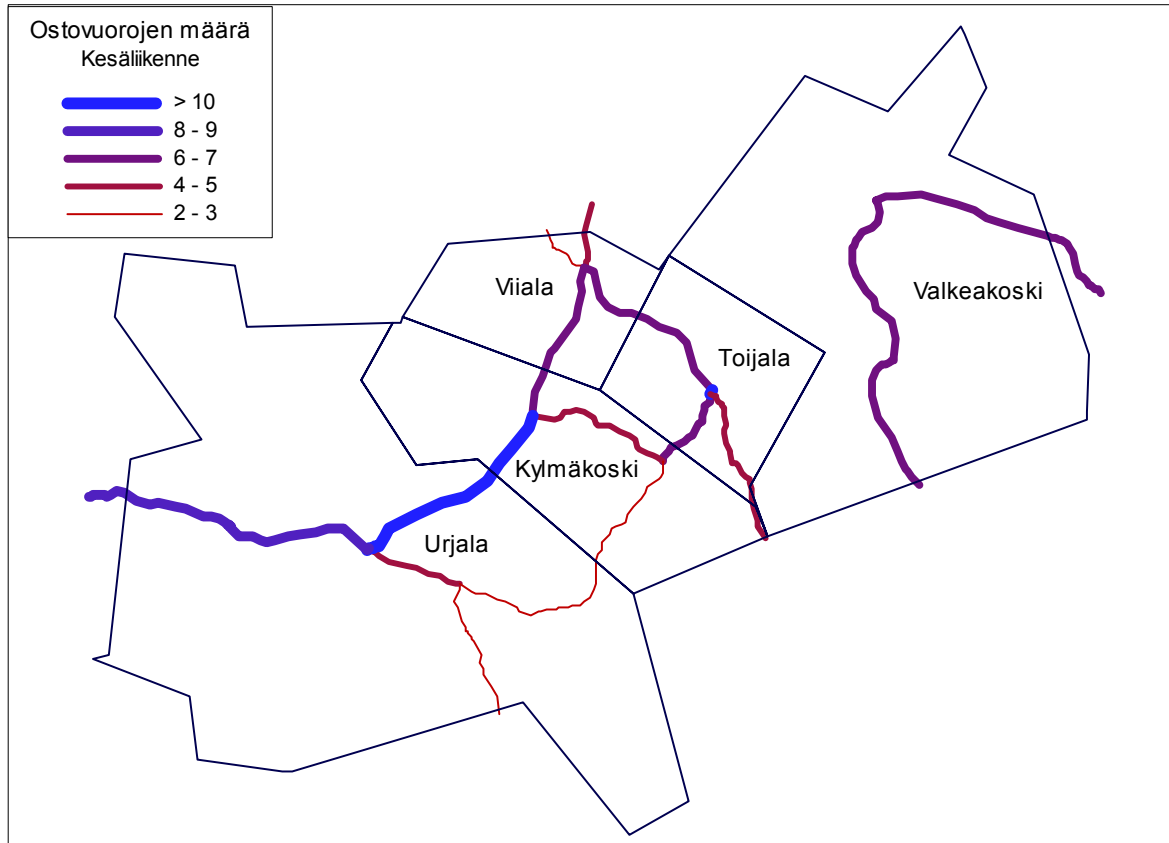 Ostovuorojen määrä
Kesäliikenne
> 10
8 - 9
6 - 7
4 - 5
2 - 3
Viiala
Valkeakoski
Toijala
Kylmäkoski
Urjala